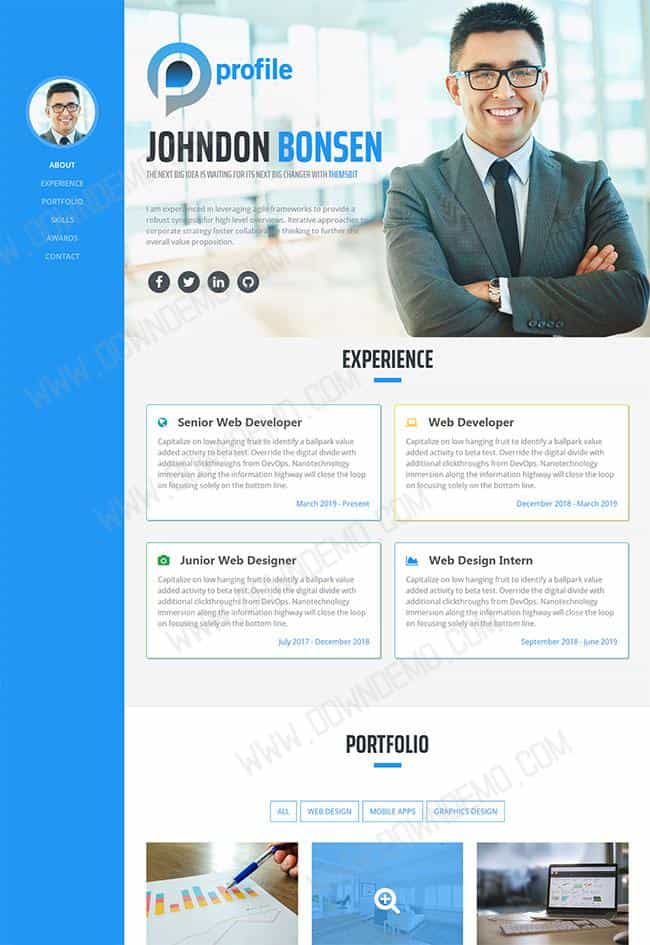 ABOUT
EXPERIENCE
PORTFOLIO
SKILLS
AWARDS
CONTACT
profile
JOHNDON BONSEN
THE NEXT BIG IDEA IS WAITING FOR ITS NEXT BIG CHANGER WITH THEMSBIT
I am experienced in leveraging agile frameworks to provide a
robust synopsis for high level overviews. Iterative approaches to
corporate strategy foster collaborative thinking to further the
overall value proposition.
EXPERIENCE
Senior Web Developer
Capitalize on low hanging fruit to identify a ballpark value
added activity to beta test. Override the digital divide with
additional clickthroughs from DevOps. Nanotechnology
immersion along the information highway will close the loop
on focusing solely on the bottom line.
March 2019 - Present
Web Developer
Capitalize on low hanging fruit to identify a ballpark value
added activity to beta test. Override the digital divide with
additional clickthroughs from DevOps. Nanotechnology
immersion along the information highway will close the loop
on focusing solely on the bottom line.
December 2018 - March 2019
Junior Web Designer
Capitalize on low hanging fruit to identify a ballpark value
added activity to beta test. Override the digital divide with
additional clickthroughs from DevOps. Nanotechnology
immersion along the information highway will close the loop
on focusing solely on the bottom line.
July 2017 - December 2018
Web Design Intern
Capitalize on low hanging fruit to identify a ballpark value
added activity to beta test. Override the digital divide with
additional clickthroughs from DevOps. Nanotechnology
immersion along the information highway will close the loop
on focusing solely on the bottom line.
September 2018 - June 2019
PORTFOLIO
ALL
WEB DESIGN
MOBILE APPS
GRAPHICS DESIGN
WWW.DOWNDEMO.COM
WWW.DOWNDEMO.COM
WWW.DOWNDEMO.COM
WWW.DOWNDEMO.COM
WWW.DOWNDEMO.COM